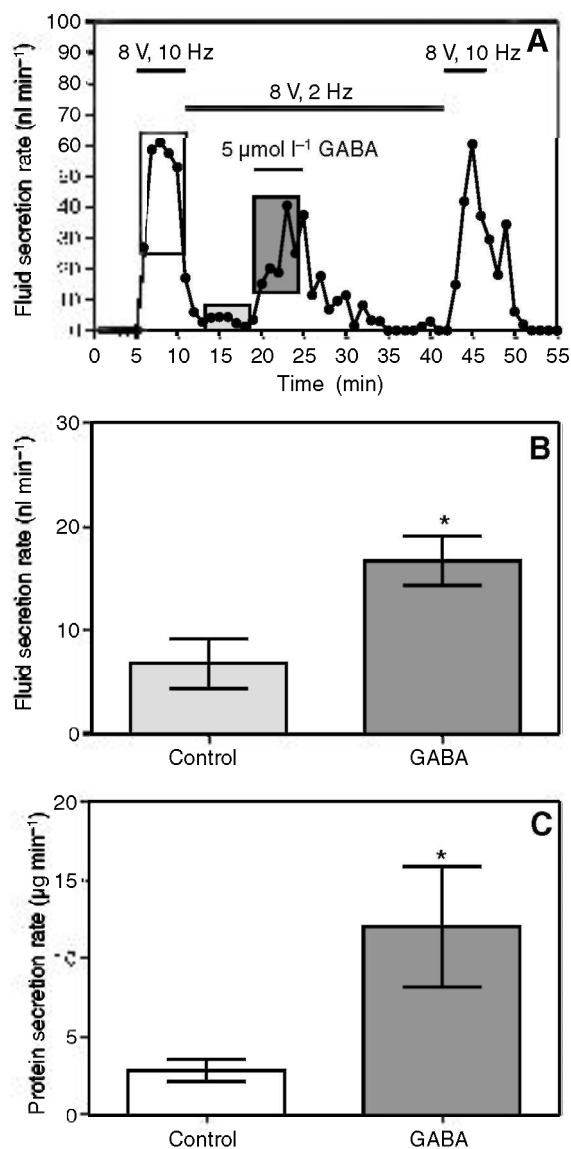 Fluid secretion rate (nl min⁻¹)
100
90
80
70
60
40
A
8 V, 10 Hz
8 V, 10 Hz
8 V, 2 Hz
5 µmol l⁻¹ GABA
0 5 10 15 20 25 30 35 40 45 50 55
Time (min)
Fluid secretion rate (nl min⁻¹)
30
20
10
0
B
*
Control GABA
Protein secretion rate (µg min⁻¹)
20
15
5
0
C
*
Control GABA